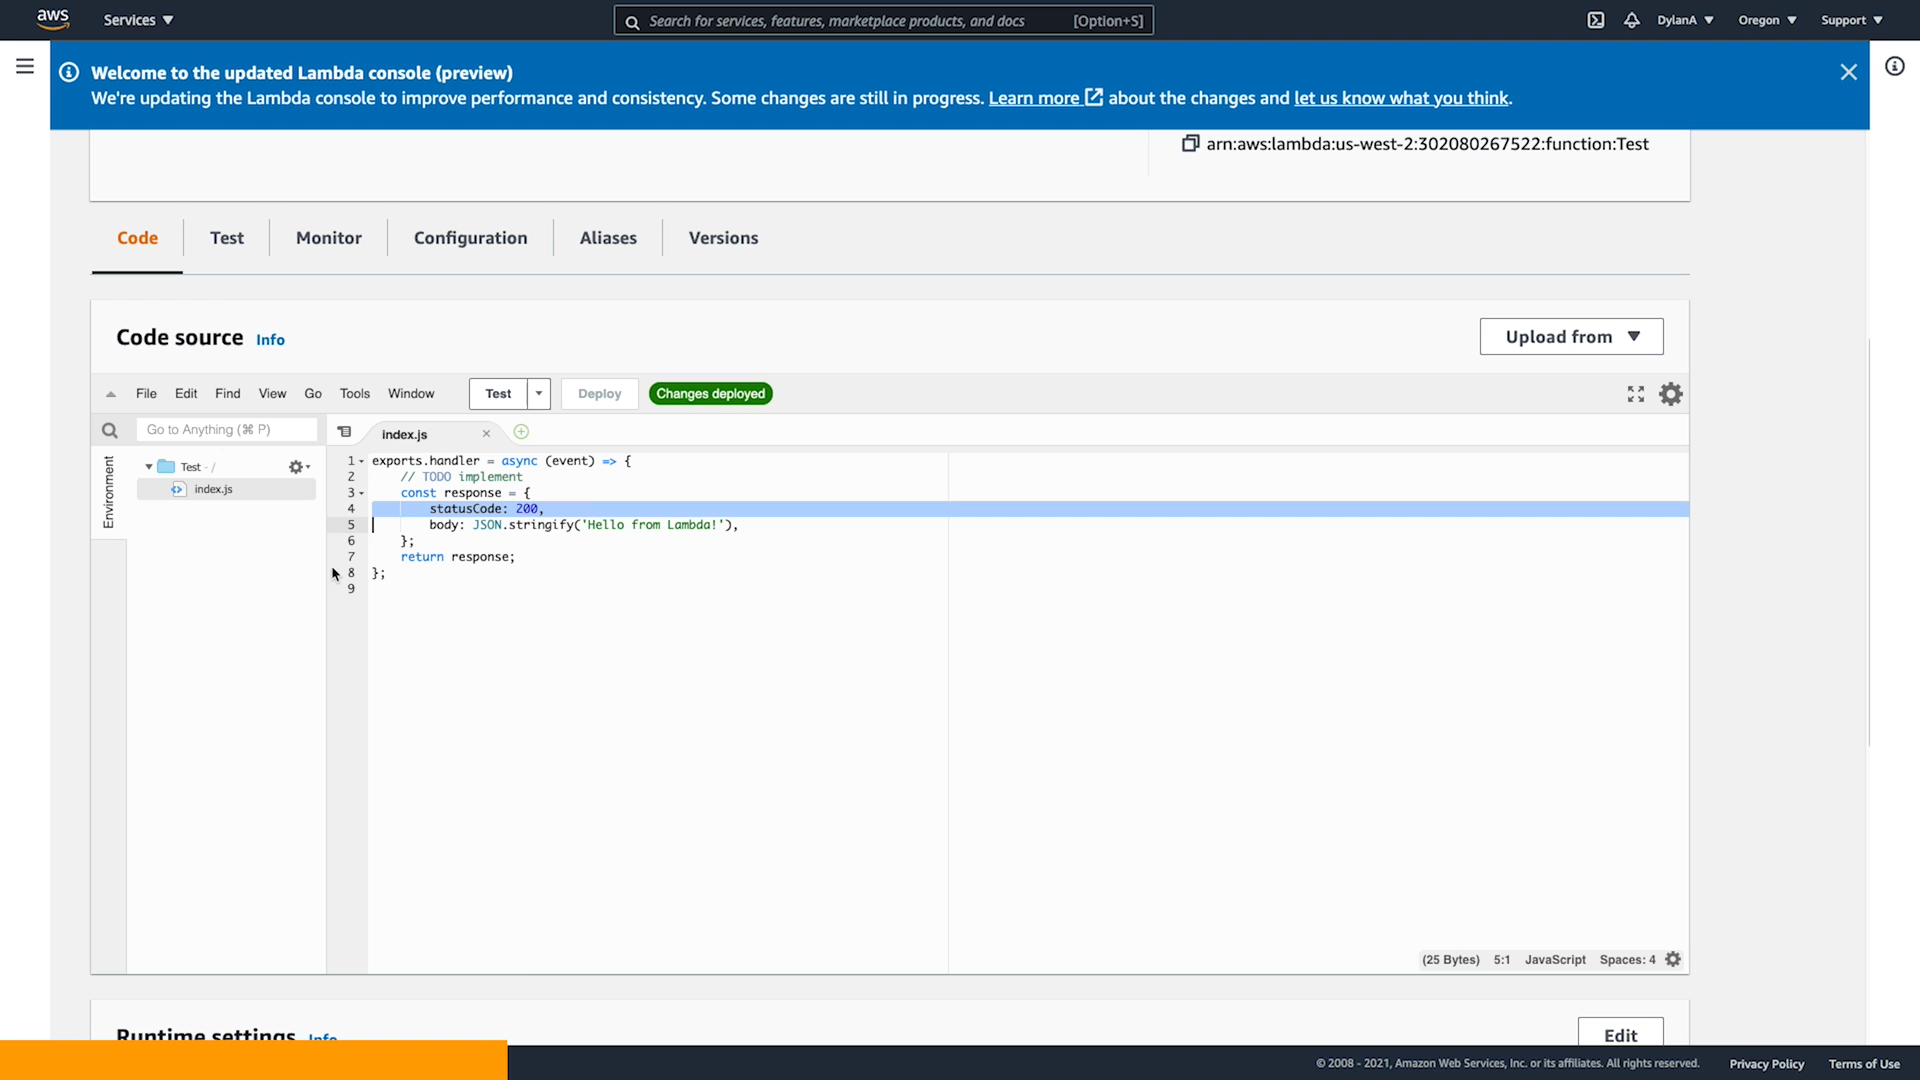 aws Services Search for services, features, marketplace products, and docs [Option+S] DylanA Oregon Support
Welcome to the updated Lambda console (preview)
We're updating the Lambda console to improve performance and consistency. Some changes are still in progress. Learn more about the changes and let us know what you think.
arn:aws:lambda:us-west-2:302080267522:function:Test
Code Test Monitor Configuration Aliases Versions
Code source Info Upload from
File Edit Find View Go Tools Window Test Deploy Changes deployed
Go to Anything (⌘ P) index.js
Environment
Test - /
index.js
1 exports.handler = async (event) => {
2 // TODO implement
3 const response = {
4 statusCode: 200,
5 body: JSON.stringify('Hello from Lambda!'),
6 };
7 return response;
8 };
9
(25 Bytes) 5:1 JavaScript Spaces: 4
Runtime settings Info Edit
© 2008 - 2021, Amazon Web Services, Inc. or its affiliates. All rights reserved. Privacy Policy Terms of Use